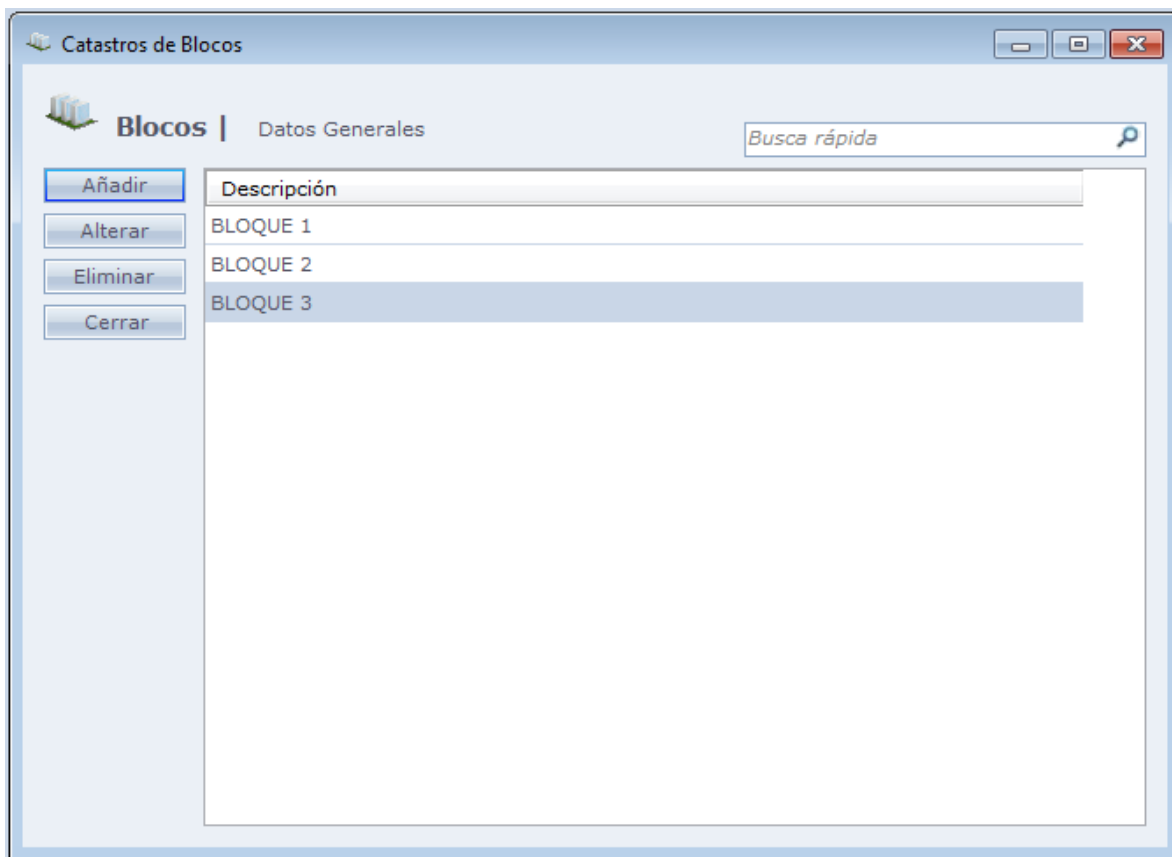 Catastros de Blocos
Blocos | Datos Generales
Busca rápida
Añadir
Alterar
Eliminar
Cerrar
Descripción
BLOQUE 1
BLOQUE 2
BLOQUE 3